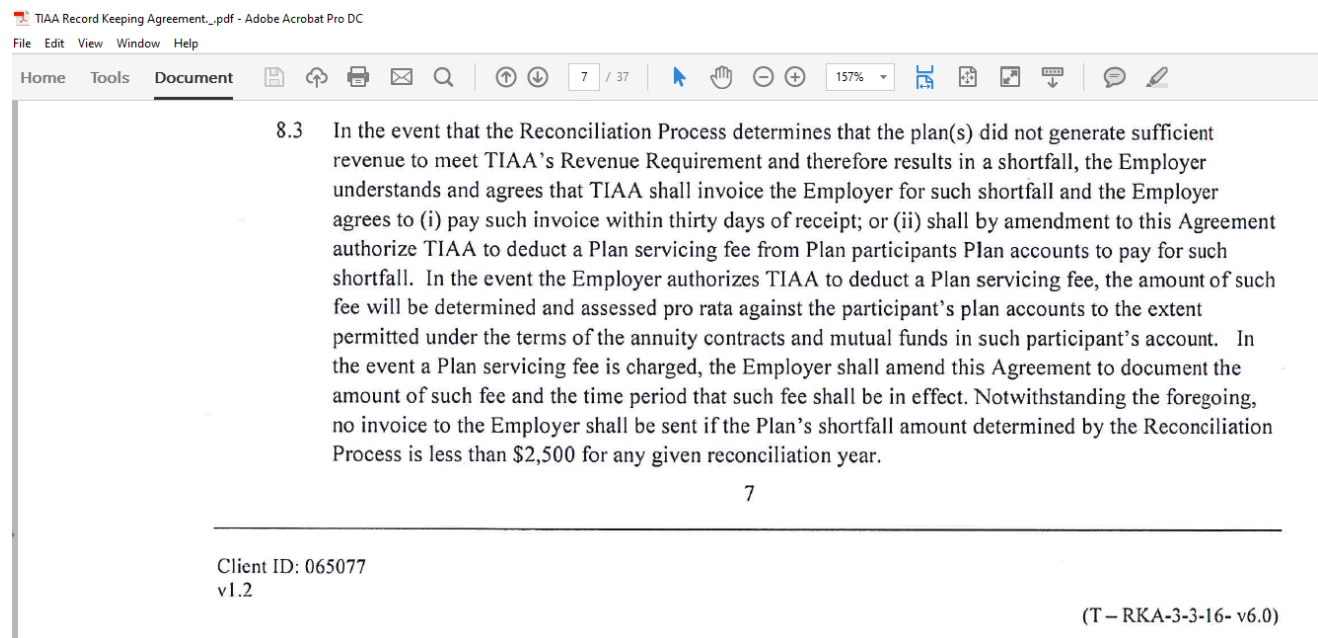 TIAA Record Keeping Agreement._.pdf - Adobe Acrobat Pro DC
File Edit View Window Help
Home Tools Document 7 / 37 157%
8.3 In the event that the Reconciliation Process determines that the plan(s) did not generate sufficient
revenue to meet TIAA's Revenue Requirement and therefore results in a shortfall, the Employer
understands and agrees that TIAA shall invoice the Employer for such shortfall and the Employer
agrees to (i) pay such invoice within thirty days of receipt; or (ii) shall by amendment to this Agreement
authorize TIAA to deduct a Plan servicing fee from Plan participants Plan accounts to pay for such
shortfall. In the event the Employer authorizes TIAA to deduct a Plan servicing fee, the amount of such
fee will be determined and assessed pro rata against the participant's plan accounts to the extent
permitted under the terms of the annuity contracts and mutual funds in such participant's account. In
the event a Plan servicing fee is charged, the Employer shall amend this Agreement to document the
amount of such fee and the time period that such fee shall be in effect. Notwithstanding the foregoing,
no invoice to the Employer shall be sent if the Plan's shortfall amount determined by the Reconciliation
Process is less than $2,500 for any given reconciliation year.
7
Client ID: 065077
v1.2
(T – RKA-3-3-16- v6.0)